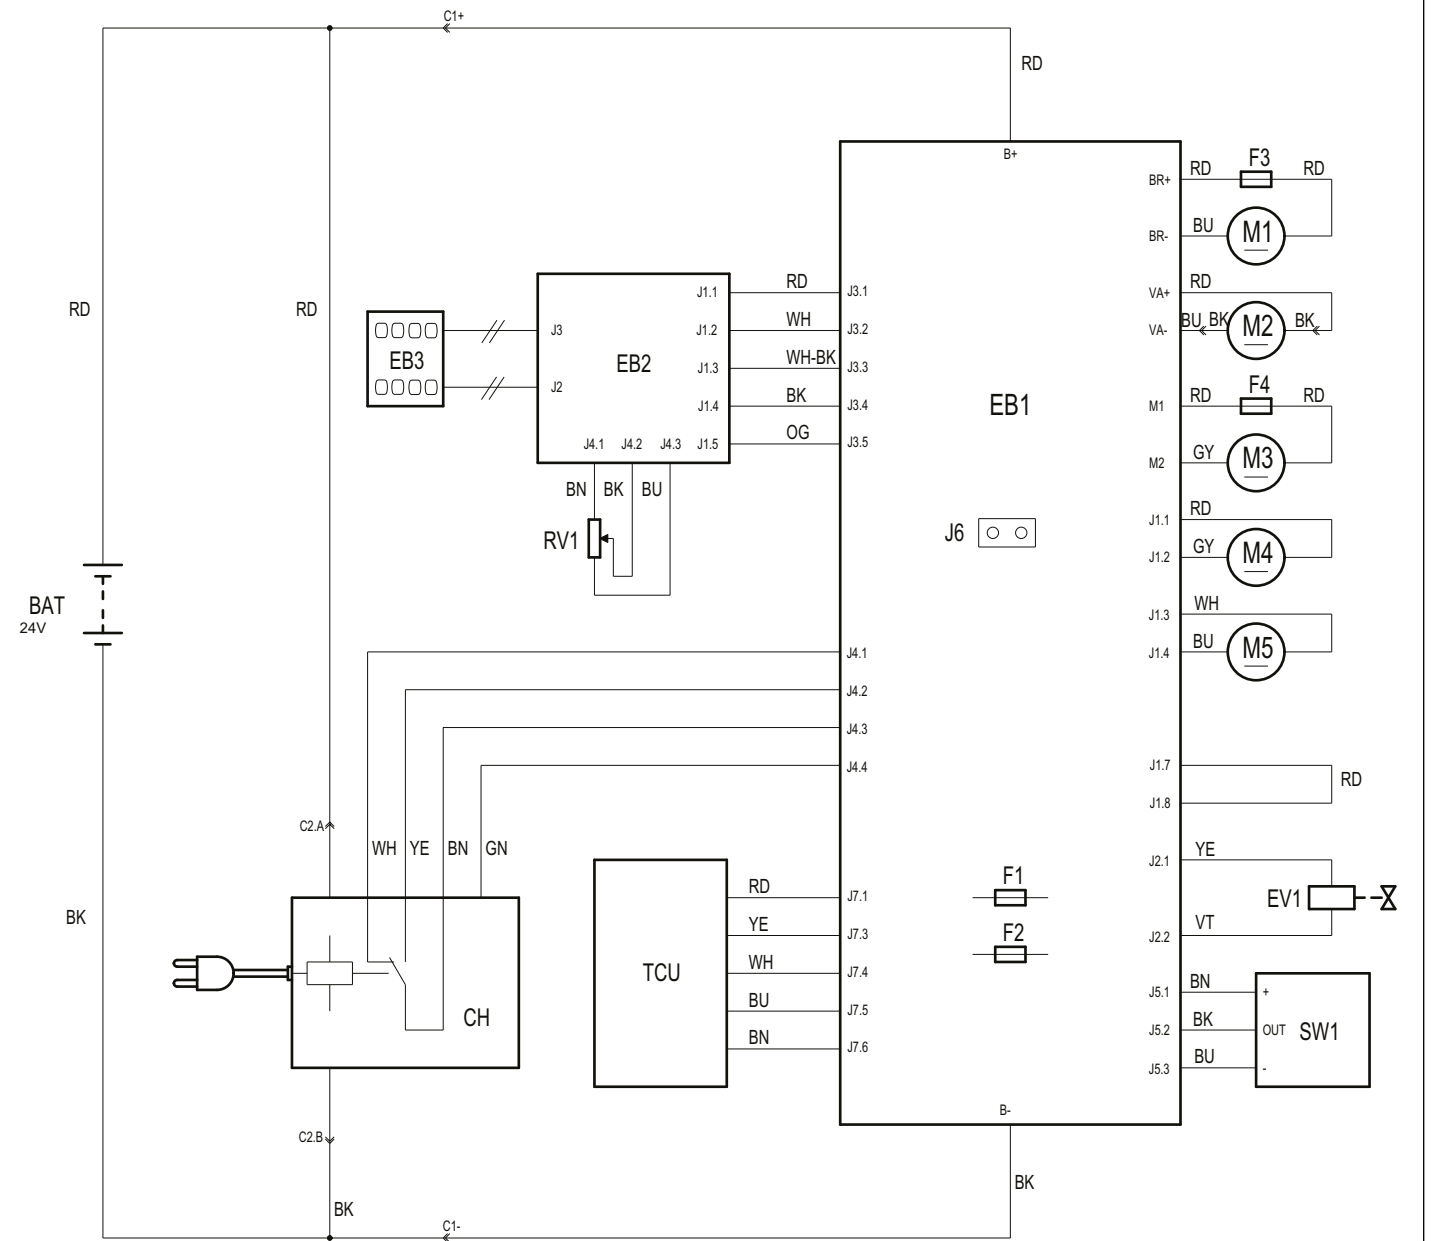 C1+
RD
B+
F3
BR+ RD RD
BR- BU M1
RD RD
J1.1 RD J3.1
VA+ RD
J3 J1.2 WH J3.2
VA- BU BK M2 BK
EB3 EB2 J1.3 WH-BK J3.3
J2 J1.4 BK J3.4
EB1
F4
M1 RD RD
J4.1 J4.2 J4.3 J1.5 OG J3.5
M2 GY M3
BN BK BU
RV1
J6
J1.1 RD
J1.2 GY M4
BAT
24V
J1.3 WH
J4.1
J1.4 BU M5
J4.2
J4.3
J4.4
J1.7
RD
J1.8
C2.A
WH YE BN GN
J2.1 YE
F1
RD J7.1
EV1
BK
YE J7.3
F2
J2.2 VT
TCU WH J7.4
J5.1 BN +
CH BU J7.5
J5.2 BK OUT SW1
BN J7.6
J5.3 BU -
B-
C2.B
BK
BK
C1-